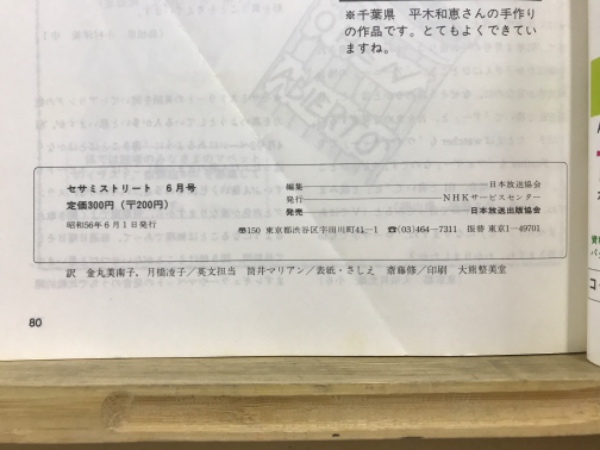 ※千葉県 平木和恵さんの手作り
の作品です。とてもよくできてい
ますね。
セサミストリート 6月号
定価300円(〒200円)
昭和56年6月1日発行
編集 日本放送協会
発行 NHKサービスセンター
発売 日本放送出版協会
〒150 東京都渋谷区宇田川町41-1 ☎(03)464-7311 振替 東京1-49701
訳 金丸美南子,月橋凌子/英文担当 筒井マリアン/表紙・さしえ 斎藤修/印刷 大熊整美堂
80